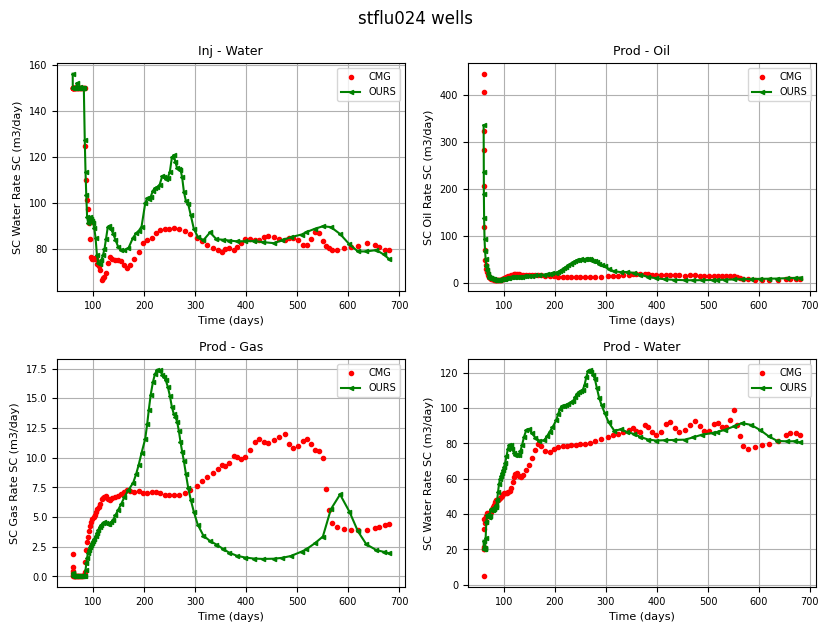 stflu024 wells
Inj - Water
SC Water Rate SC (m3/day)
160
140
120
100
80
100 200 300 400 500 600 700
Time (days)
CMG
OURS
Prod - Oil
SC Oil Rate SC (m3/day)
400
300
200
100
0
100 200 300 400 500 600 700
Time (days)
CMG
OURS
Prod - Gas
SC Gas Rate SC (m3/day)
17.5
15.0
12.5
10.0
7.5
5.0
2.5
0.0
100 200 300 400 500 600 700
Time (days)
CMG
OURS
Prod - Water
SC Water Rate SC (m3/day)
120
100
80
60
40
20
0
100 200 300 400 500 600 700
Time (days)
CMG
OURS